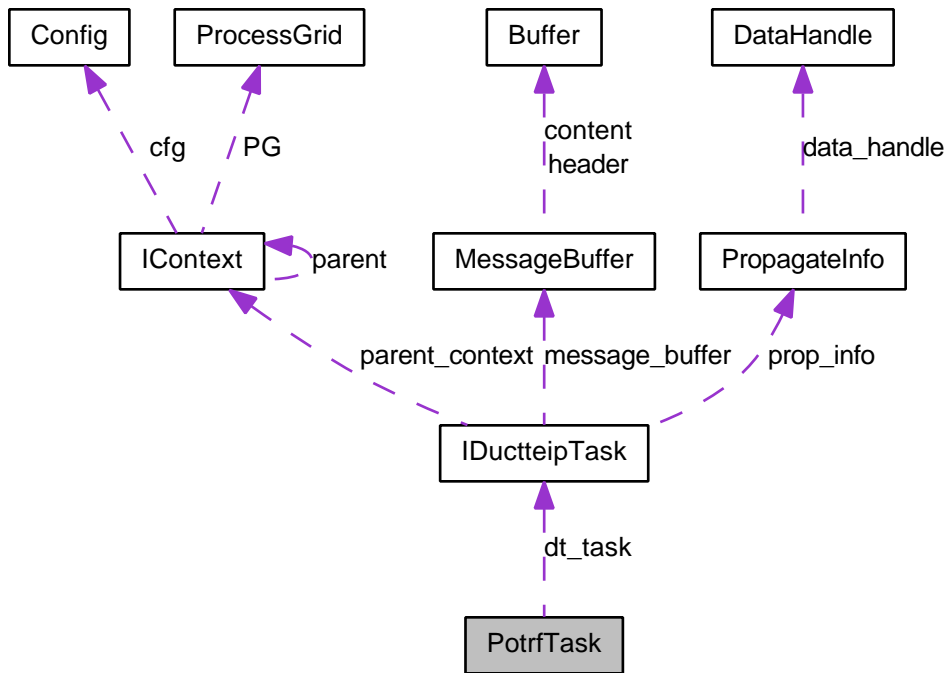 Config
ProcessGrid
Buffer
DataHandle
cfg
PG
content
header
data_handle
IContext
parent
MessageBuffer
PropagateInfo
parent_context
message_buffer
prop_info
IDuctteipTask
dt_task
PotrfTask